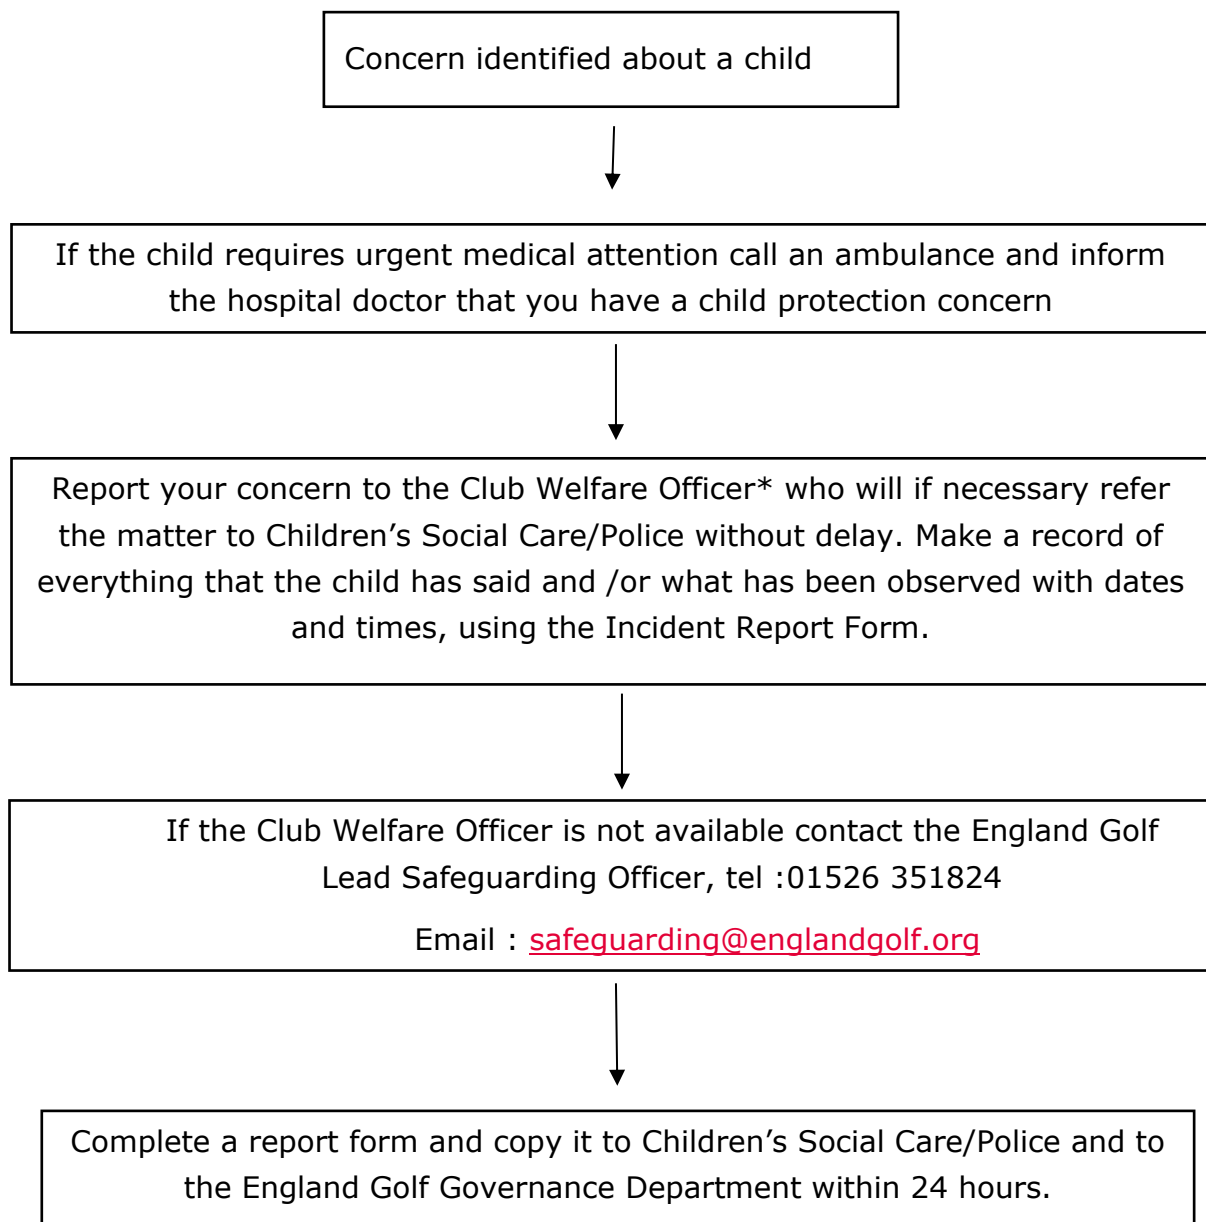 Concern identified about a child
If the child requires urgent medical attention call an ambulance and inform
the hospital doctor that you have a child protection concern
Report your concern to the Club Welfare Officer* who will if necessary refer
the matter to Children’s Social Care/Police without delay. Make a record of
everything that the child has said and /or what has been observed with dates
and times, using the Incident Report Form.
If the Club Welfare Officer is not available contact the England Golf
Lead Safeguarding Officer, tel :01526 351824
Email : safeguarding@englandgolf.org
Complete a report form and copy it to Children’s Social Care/Police and to
the England Golf Governance Department within 24 hours.